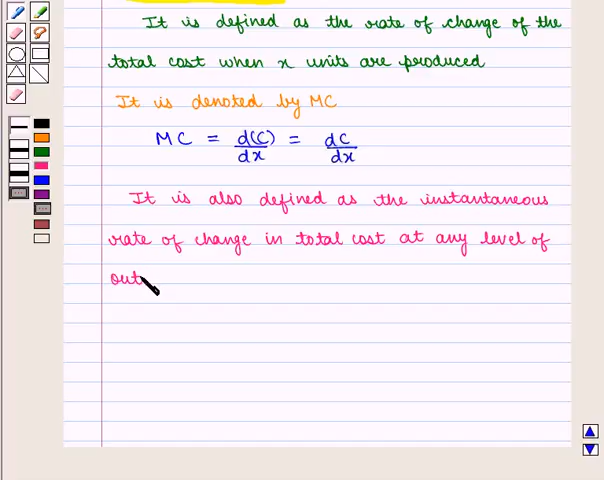 It is defined as the rate of change of the
total cost when x units are produced
It is denoted by MC
MC = d(C)/dx = dC/dx
It is also defined as the instantaneous
rate of change in total cost at any level of
out